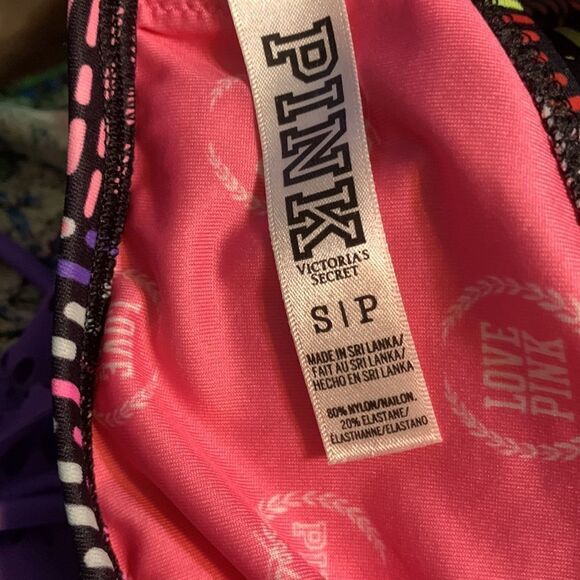 PINK
VICTORIA'S
SECRET
S|P
MADE IN SRI LANKA/
FAIT AU SRI LANKA/
HECHO EN SRI LANKA
80% NYLON/NAILON.
20% ELASTANE/
ÉLASTHANNE/ELASTANO
LOVE
PINK
LOVE
PINK